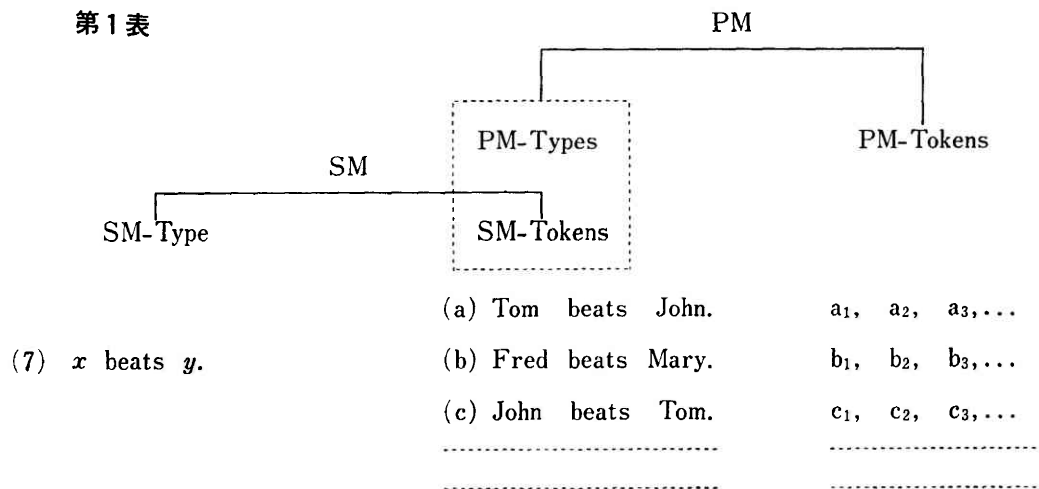 第1表
PM
PM-Types PM-Tokens
SM
SM-Type SM-Tokens
(a) Tom beats John. a₁, a₂, a₃,...
(7) x beats y. (b) Fred beats Mary. b₁, b₂, b₃,...
(c) John beats Tom. c₁, c₂, c₃,...